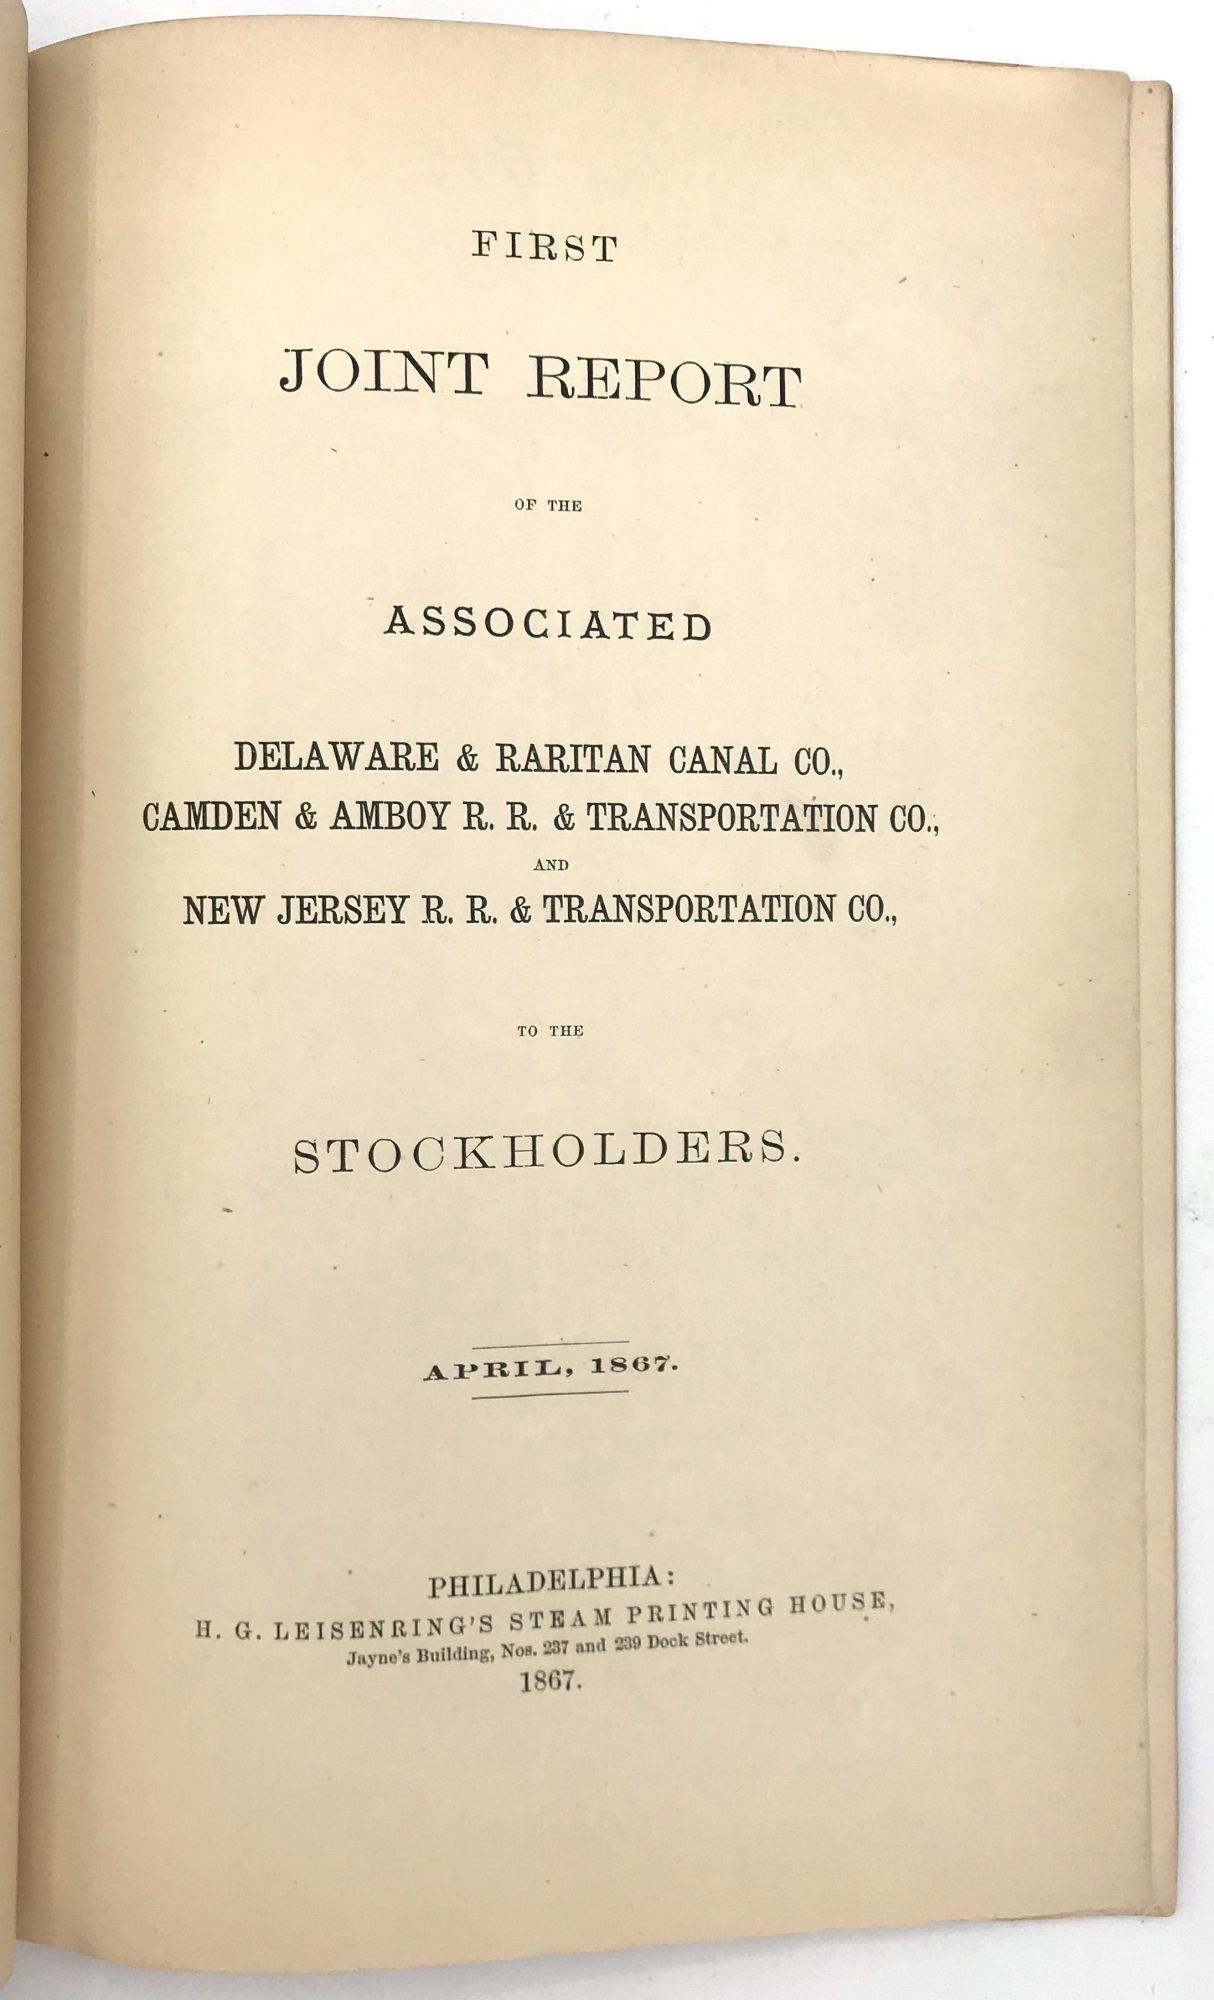 FIRST
JOINT REPORT
OF THE
ASSOCIATED
DELAWARE & RARITAN CANAL CO.,
CAMDEN & AMBOY R. R. & TRANSPORTATION CO.,
AND
NEW JERSEY R. R. & TRANSPORTATION CO.,
TO THE
STOCKHOLDERS.
APRIL, 1867.
PHILADELPHIA:
H. G. LEISENRING'S STEAM PRINTING HOUSE,
Jayne's Building, Nos. 237 and 239 Dock Street.
1867.